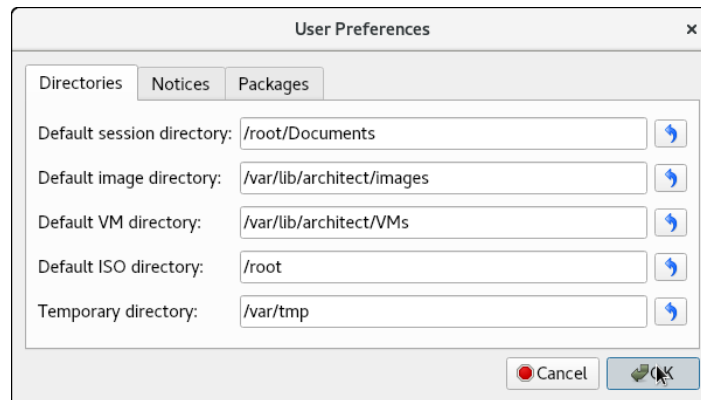 User Preferences
Directories Notices Packages
Default session directory: /root/Documents
Default image directory: /var/lib/architect/images
Default VM directory: /var/lib/architect/VMs
Default ISO directory: /root
Temporary directory: /var/tmp
Cancel OK